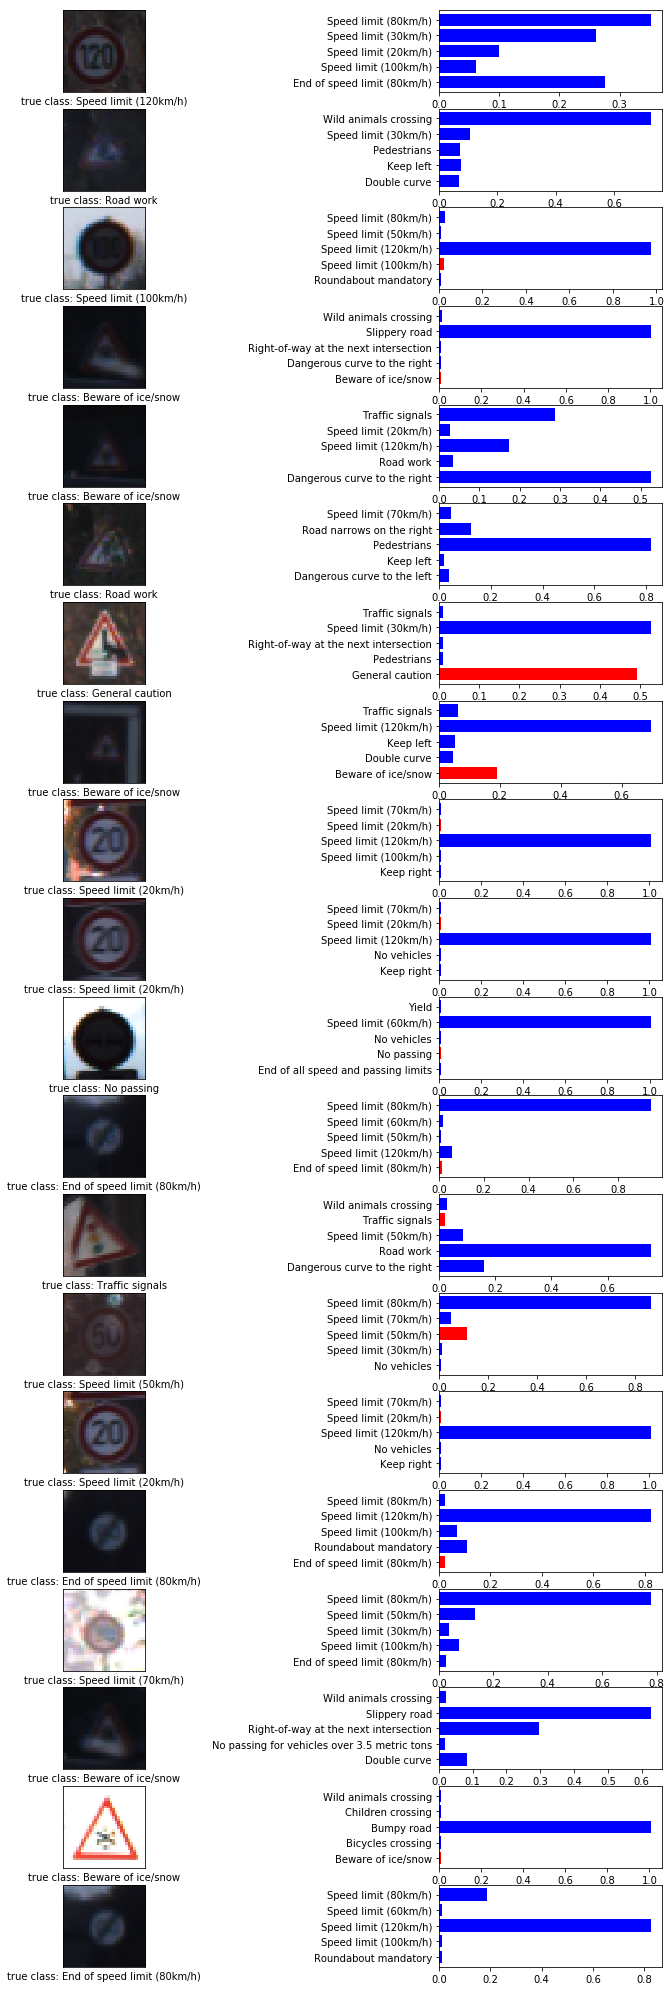 120
Speed limit (80km/h)
Speed limit (30km/h)
Speed limit (20km/h)
Speed limit (100km/h)
End of speed limit (80km/h)
0.0 0.1 0.2 0.3
true class: Speed limit (120km/h)
Wild animals crossing
Speed limit (30km/h)
Pedestrians
Keep left
Double curve
0.0 0.2 0.4 0.6
true class: Road work
Speed limit (80km/h)
Speed limit (50km/h)
Speed limit (120km/h)
Speed limit (100km/h)
Roundabout mandatory
0.0 0.2 0.4 0.6 0.8 1.0
true class: Speed limit (100km/h)
Wild animals crossing
Slippery road
Right-of-way at the next intersection
Dangerous curve to the right
Beware of ice/snow
0.0 0.2 0.4 0.6 0.8 1.0
true class: Beware of ice/snow
Traffic signals
Speed limit (20km/h)
Speed limit (120km/h)
Road work
Dangerous curve to the right
0.0 0.1 0.2 0.3 0.4 0.5
true class: Beware of ice/snow
Speed limit (70km/h)
Road narrows on the right
Pedestrians
Keep left
Dangerous curve to the left
0.0 0.2 0.4 0.6 0.8
true class: Road work
Traffic signals
Speed limit (30km/h)
Right-of-way at the next intersection
Pedestrians
General caution
0.0 0.1 0.2 0.3 0.4 0.5
true class: General caution
Traffic signals
Speed limit (120km/h)
Keep left
Double curve
Beware of ice/snow
0.0 0.2 0.4 0.6
true class: Beware of ice/snow
20
Speed limit (70km/h)
Speed limit (20km/h)
Speed limit (120km/h)
Speed limit (100km/h)
Keep right
0.0 0.2 0.4 0.6 0.8 1.0
true class: Speed limit (20km/h)
20
Speed limit (70km/h)
Speed limit (20km/h)
Speed limit (120km/h)
No vehicles
Keep right
0.0 0.2 0.4 0.6 0.8 1.0
true class: Speed limit (20km/h)
Yield
Speed limit (60km/h)
No vehicles
No passing
End of all speed and passing limits
0.0 0.2 0.4 0.6 0.8 1.0
true class: No passing
Speed limit (80km/h)
Speed limit (60km/h)
Speed limit (50km/h)
Speed limit (120km/h)
End of speed limit (80km/h)
0.0 0.2 0.4 0.6 0.8
true class: End of speed limit (80km/h)
Wild animals crossing
Traffic signals
Speed limit (50km/h)
Road work
Dangerous curve to the right
0.0 0.2 0.4 0.6
true class: Traffic signals
50
Speed limit (80km/h)
Speed limit (70km/h)
Speed limit (50km/h)
Speed limit (30km/h)
No vehicles
0.0 0.2 0.4 0.6 0.8
true class: Speed limit (50km/h)
20
Speed limit (70km/h)
Speed limit (20km/h)
Speed limit (120km/h)
No vehicles
Keep right
0.0 0.2 0.4 0.6 0.8 1.0
true class: Speed limit (20km/h)
Speed limit (80km/h)
Speed limit (120km/h)
Speed limit (100km/h)
Roundabout mandatory
End of speed limit (80km/h)
0.0 0.2 0.4 0.6 0.8
true class: End of speed limit (80km/h)
Speed limit (80km/h)
Speed limit (50km/h)
Speed limit (30km/h)
Speed limit (100km/h)
End of speed limit (80km/h)
0.0 0.2 0.4 0.6 0.8
true class: Speed limit (70km/h)
Wild animals crossing
Slippery road
Right-of-way at the next intersection
No passing for vehicles over 3.5 metric tons
Double curve
0.0 0.1 0.2 0.3 0.4 0.5 0.6
true class: Beware of ice/snow
Wild animals crossing
Children crossing
Bumpy road
Bicycles crossing
Beware of ice/snow
0.0 0.2 0.4 0.6 0.8 1.0
true class: Beware of ice/snow
Speed limit (80km/h)
Speed limit (60km/h)
Speed limit (120km/h)
Speed limit (100km/h)
Roundabout mandatory
0.0 0.2 0.4 0.6 0.8
true class: End of speed limit (80km/h)